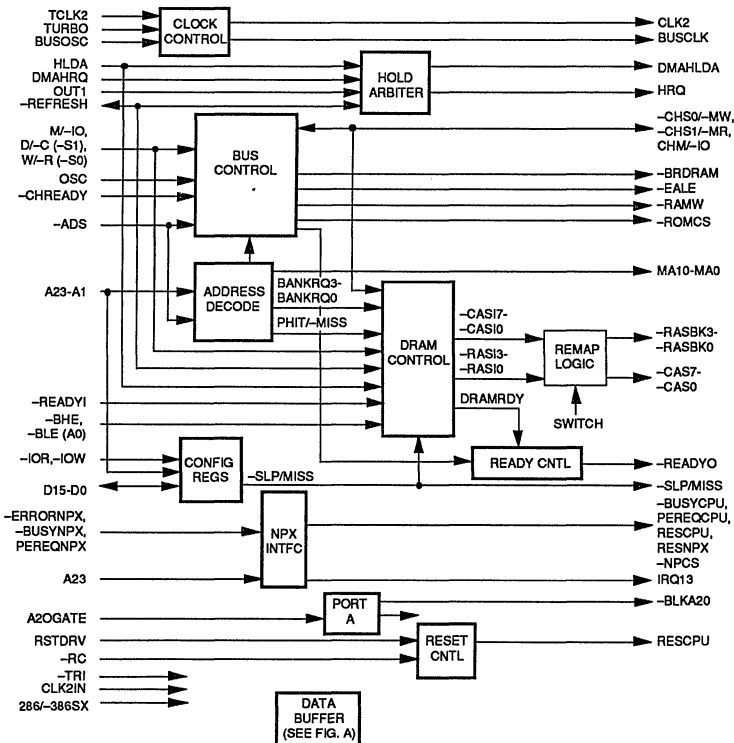 TCLK2
TURBO
BUSOSC
CLOCK
CONTROL
CLK2
BUSCLK
HLDA
DMAHRQ
OUT1
-REFRESH
HOLD
ARBITER
DMAHLDA
HRQ
M/-IO,
D/-C (-S1),
W/-R (-S0)
OSC
-CHREADY
-ADS
BUS
CONTROL
-CHS0/-MW,
-CHS1/-MR,
CHM/-IO
-BRDRAM
-EALE
-RAMW
-ROMCS
A23-A1
ADDRESS
DECODE
BANKRQ3-
BANKRQ0
PHIT/-MISS
MA10-MA0
DRAM
CONTROL
-CASI7-
-CASI0
-RASI3-
-RASI0
DRAMRDY
REMAP
LOGIC
SWITCH
-RASBK3-
-RASBK0
-CAS7-
-CAS0
-READYI
-BHE,
-BLE (A0)
-IOR,-IOW
D15-D0
CONFIG
REGS
-SLP/MISS
READY CNTL
-READYO
-SLP/MISS
-ERRORNPX,
-BUSYNPX,
PEREQNPX
A23
NPX
INTFC
-BUSYCPU,
PEREQCPU,
RESCPU,
RESNPX
-NPCS
IRQ13
A2OGATE
PORT
A
-BLKA20
RSTDRV
-RC
RESET
CNTL
RESCPU
-TRI
CLK2IN
286/-386SX
DATA
BUFFER
(SEE FIG. A)